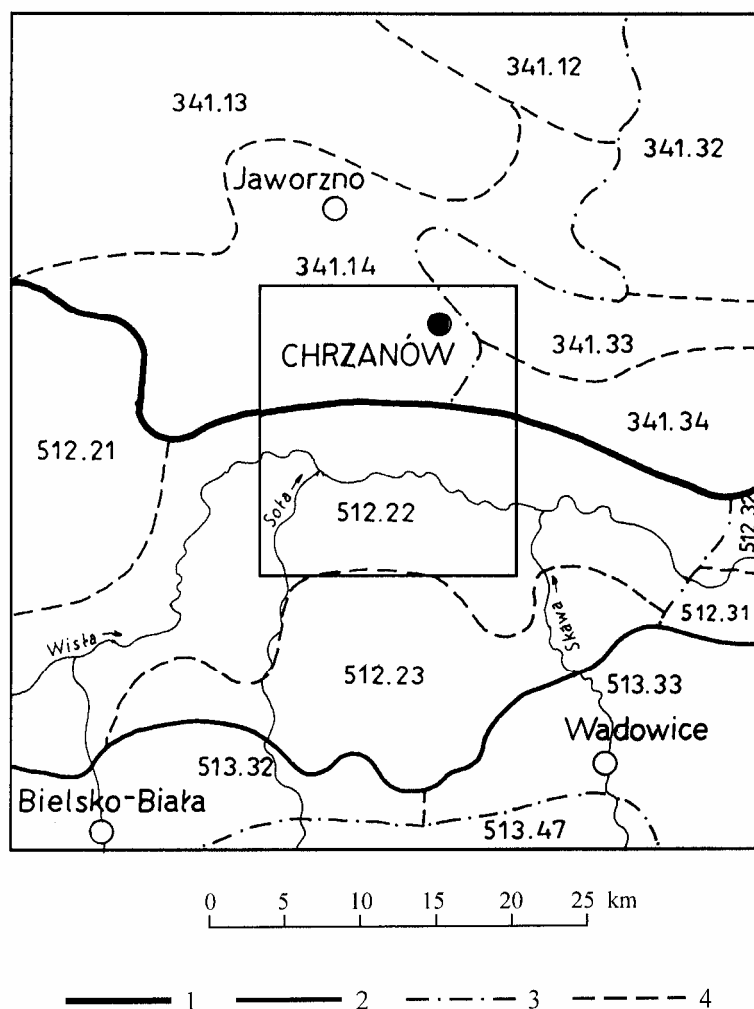 341.12
341.13
341.32
Jaworzno
341.14
CHRZANÓW
341.33
341.34
512.21
Soła
512.22
512.32
Skawa
512.31
Wisła
512.23
513.33
Wadowice
513.32
Bielsko-Biała
513.47
0 5 10 15 20 25 km
1 2 3 4